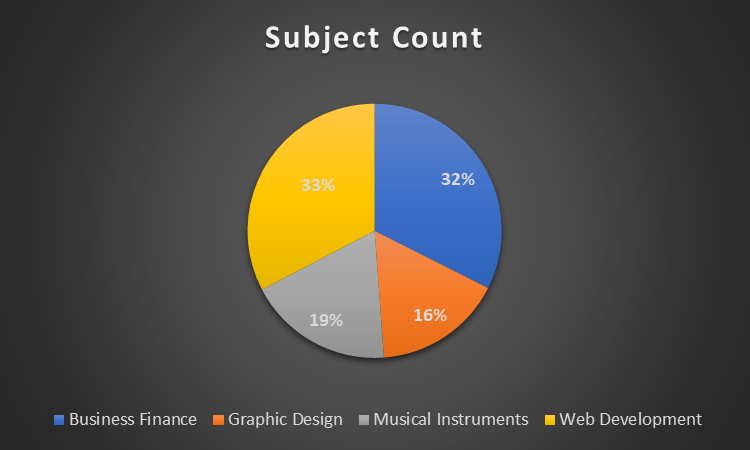 Subject Count
33%
32%
19%
16%
Business Finance Graphic Design Musical Instruments Web Development